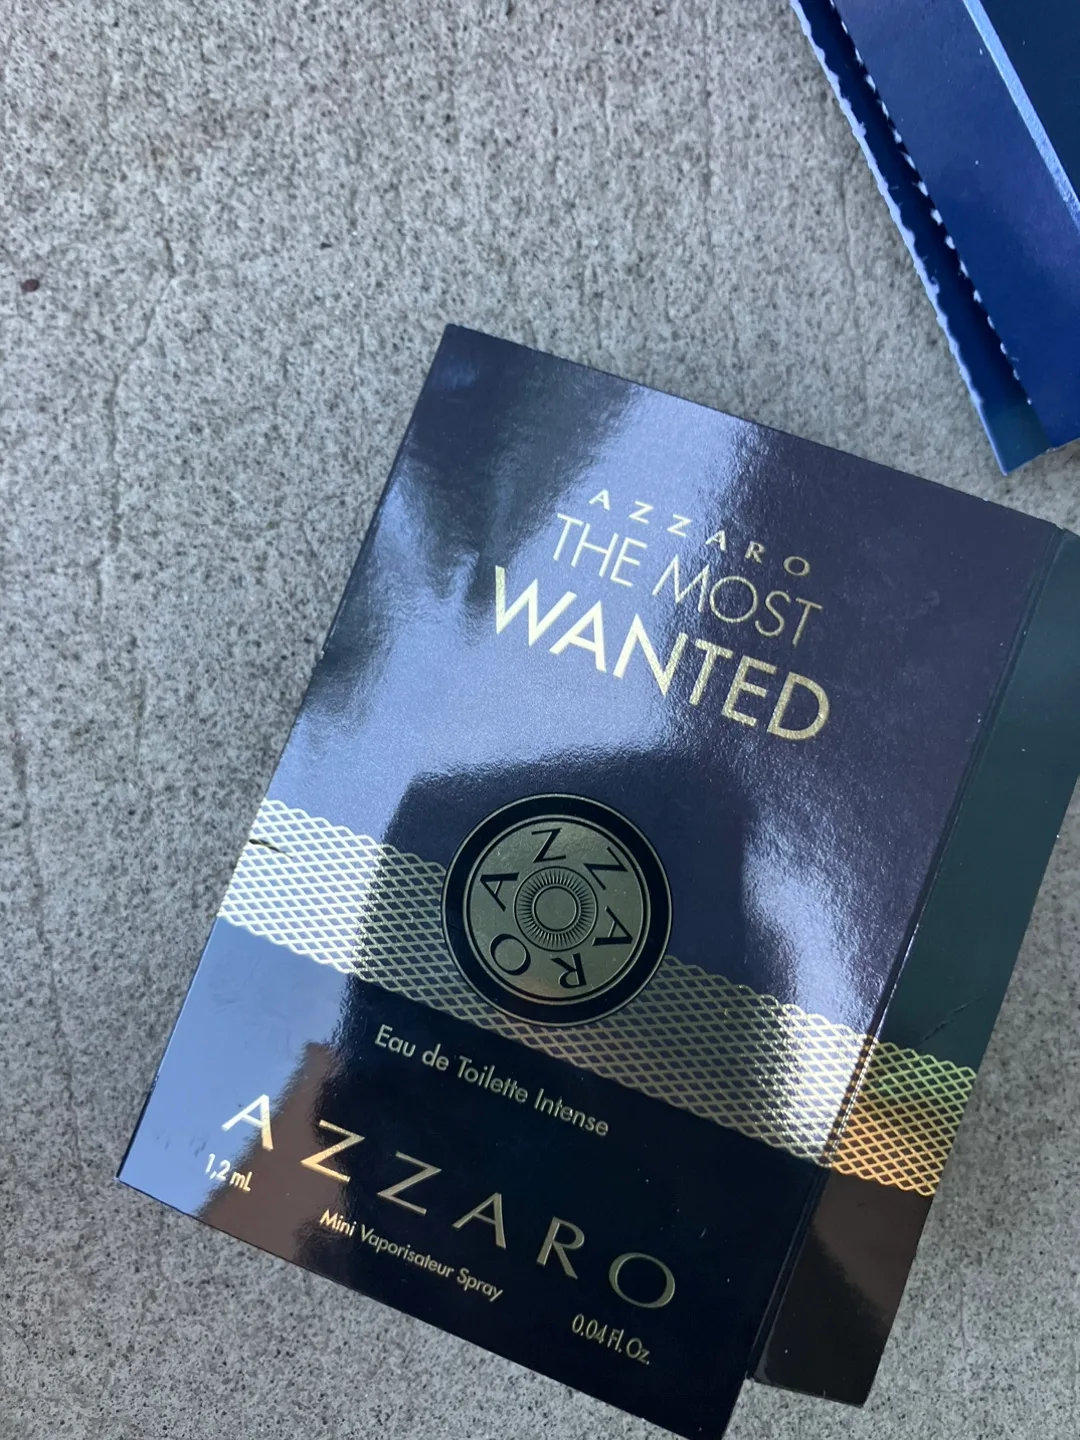 AZZARO
THE MOST
WANTED
AZZARO
Eau de Toilette Intense
AZZARO
1,2 mL
Mini Vaporisateur Spray
0.04 Fl. Oz.